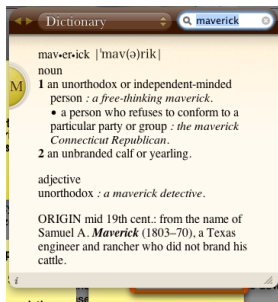 Dictionary
maverick
mav•er•ick |ˈmav(ə)rik|
noun
1 an unorthodox or independent-minded
person : a free-thinking maverick.
• a person who refuses to conform to a
particular party or group : the maverick
Connecticut Republican.
2 an unbranded calf or yearling.
adjective
unorthodox : a maverick detective.
ORIGIN mid 19th cent.: from the name of
Samuel A. Maverick (1803–70), a Texas
engineer and rancher who did not brand his
cattle.
M
i